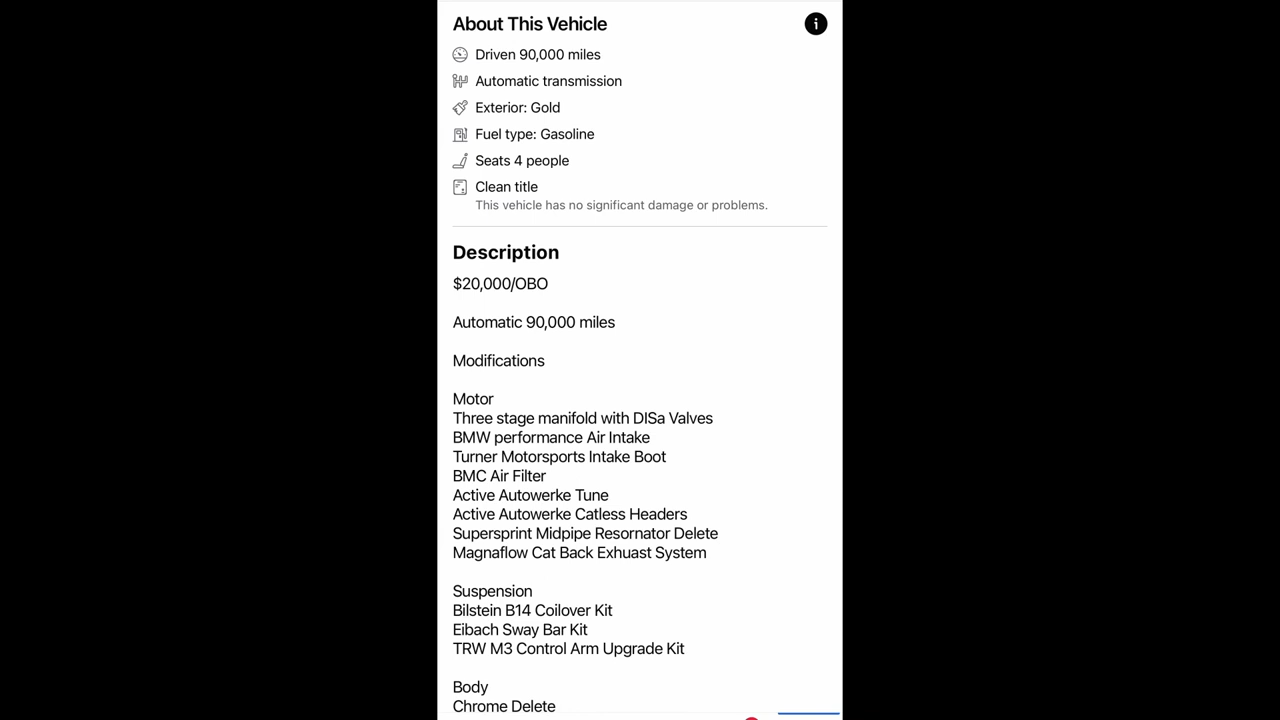 About This Vehicle
Driven 90,000 miles
Automatic transmission
Exterior: Gold
Fuel type: Gasoline
Seats 4 people
Clean title
This vehicle has no significant damage or problems.
Description
$20,000/OBO
Automatic 90,000 miles
Modifications
Motor
Three stage manifold with DISa Valves
BMW performance Air Intake
Turner Motorsports Intake Boot
BMC Air Filter
Active Autowerke Tune
Active Autowerke Catless Headers
Supersprint Midpipe Resornator Delete
Magnaflow Cat Back Exhuast System
Suspension
Bilstein B14 Coilover Kit
Eibach Sway Bar Kit
TRW M3 Control Arm Upgrade Kit
Body
Chrome Delete